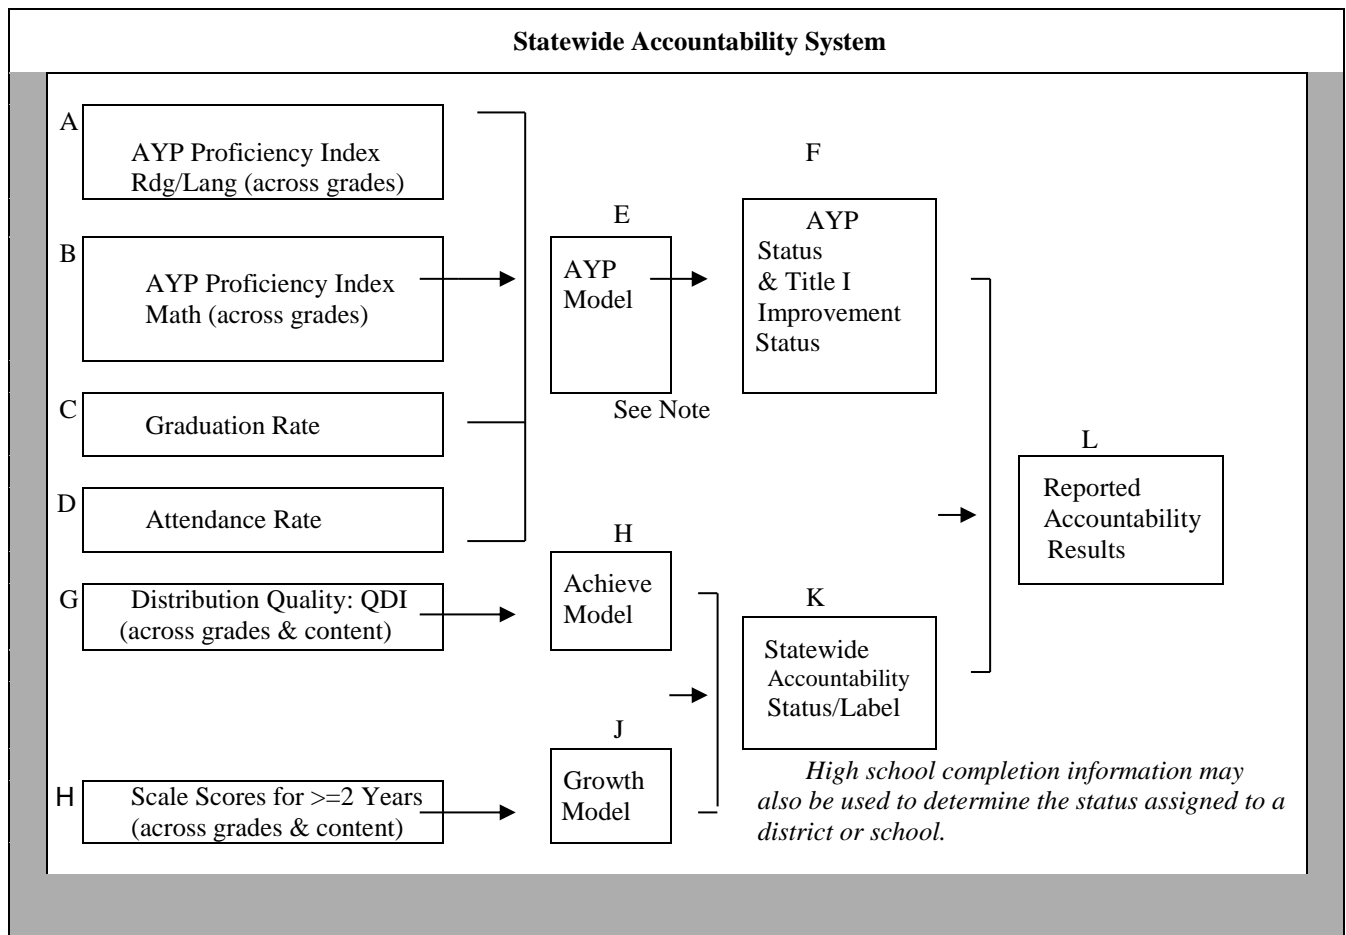 Statewide Accountability System
A
AYP Proficiency Index
Rdg/Lang (across grades)
B
AYP Proficiency Index
Math (across grades)
C
Graduation Rate
D
Attendance Rate
G
Distribution Quality: QDI
(across grades & content)
H
Scale Scores for >=2 Years
(across grades & content)
E
AYP
Model
See Note
H
Achieve
Model
J
Growth
Model
F
AYP
Status
& Title I
Improvement
Status
K
Statewide
Accountability
Status/Label
High school completion information may
also be used to determine the status assigned to a
district or school.
L
Reported
Accountability
Results